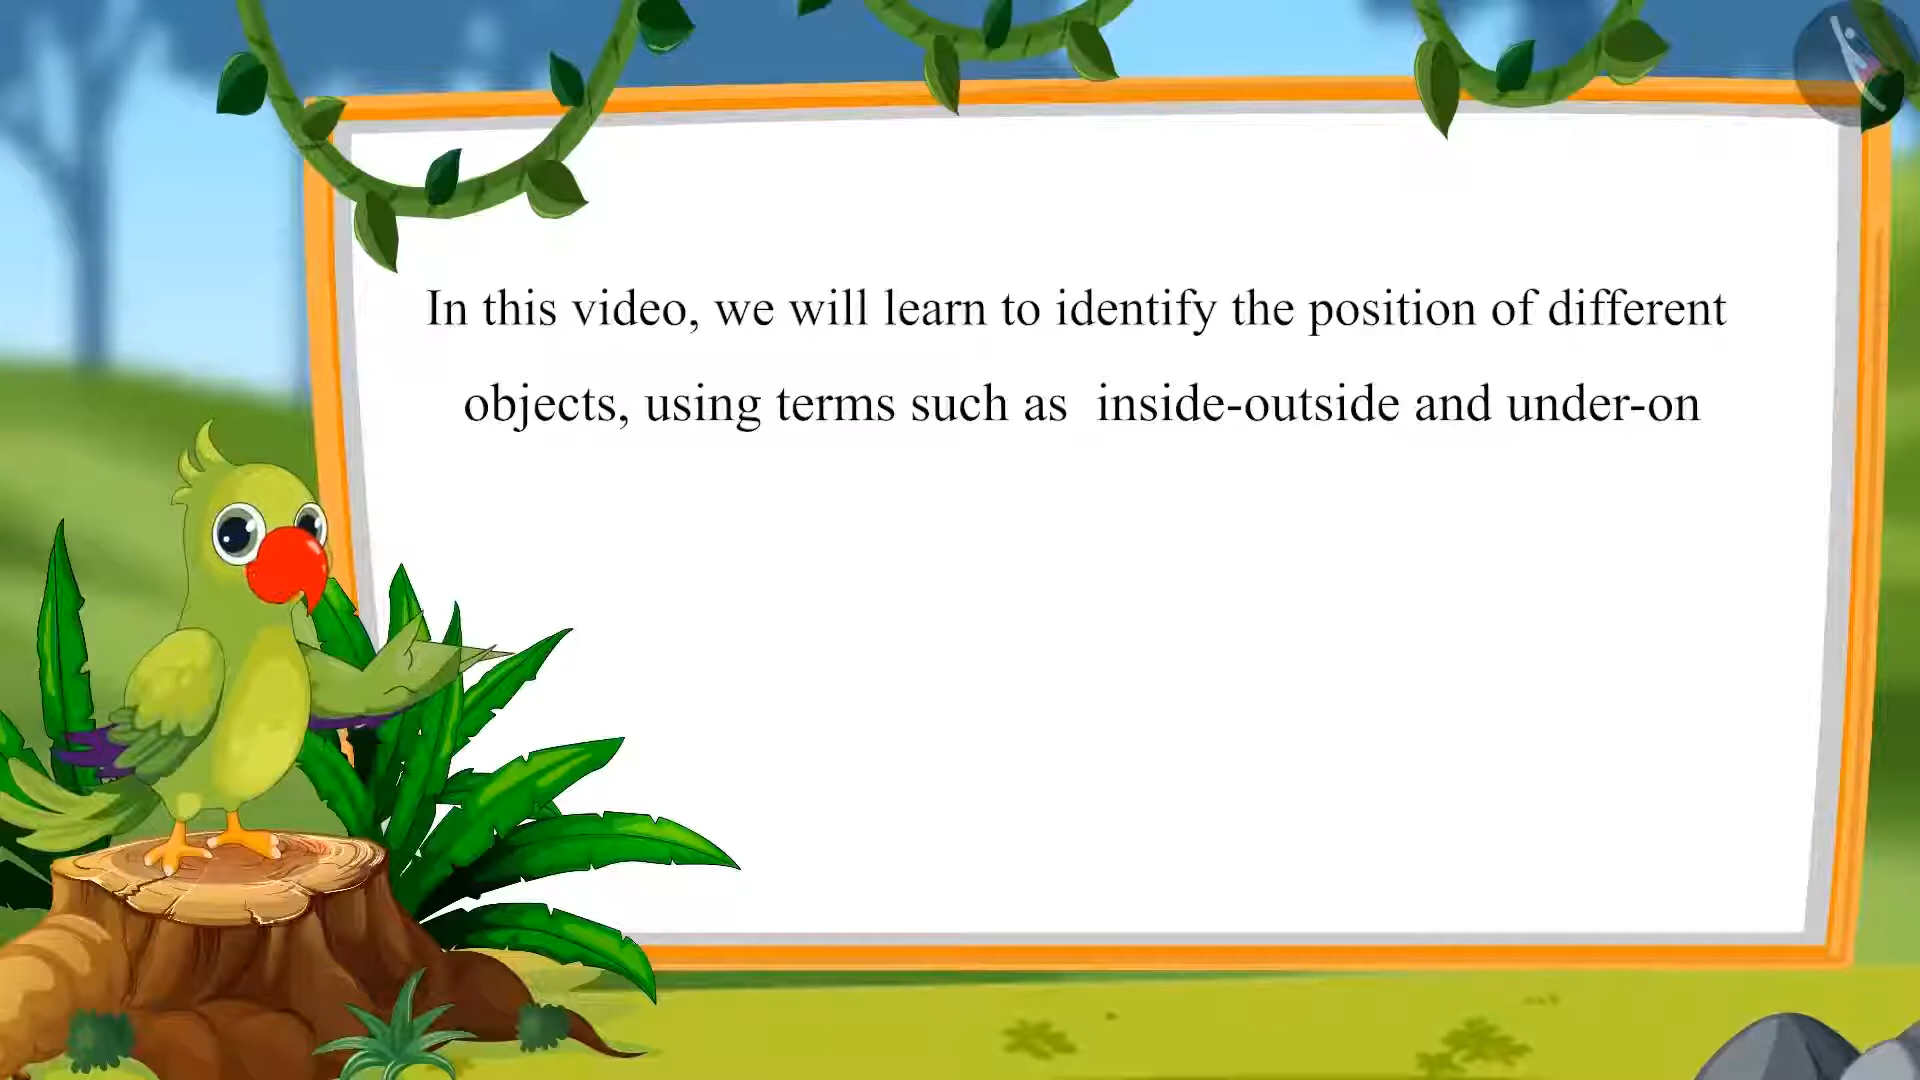 In this video, we will learn to identify the position of different
objects, using terms such as  inside-outside and under-on